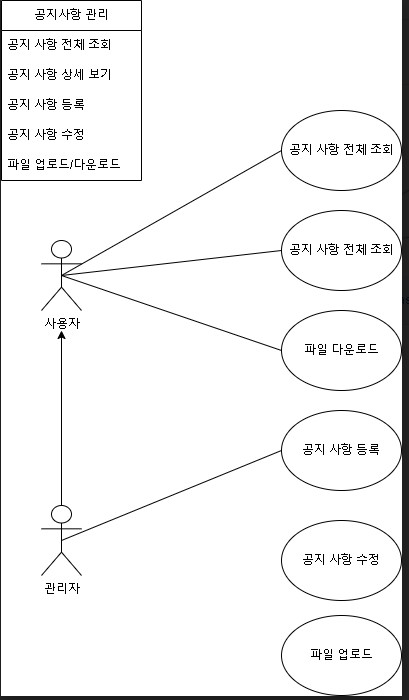 공지사항 관리
공지 사항 전체 조회
공지 사항 상세 보기
공지 사항 등록
공지 사항 수정
파일 업로드/다운로드
공지 사항 전체 조회
공지 사항 전체 조회
사용자
파일 다운로드
공지 사항 등록
공지 사항 수정
관리자
파일 업로드